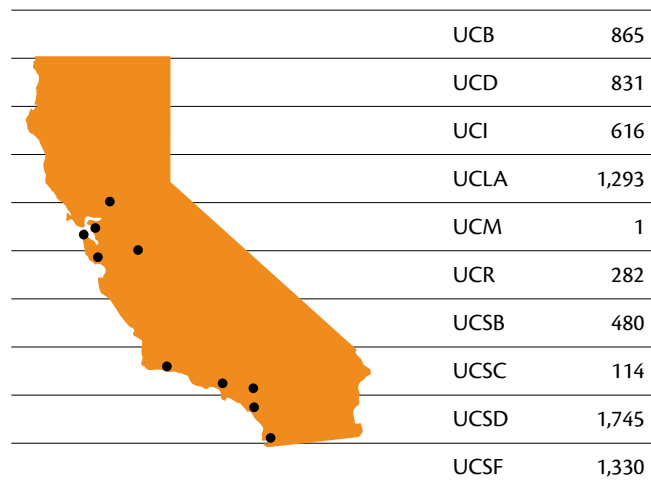 UCB 865
UCD 831
UCI 616
UCLA 1,293
UCM 1
UCR 282
UCSB 480
UCSC 114
UCSD 1,745
UCSF 1,330